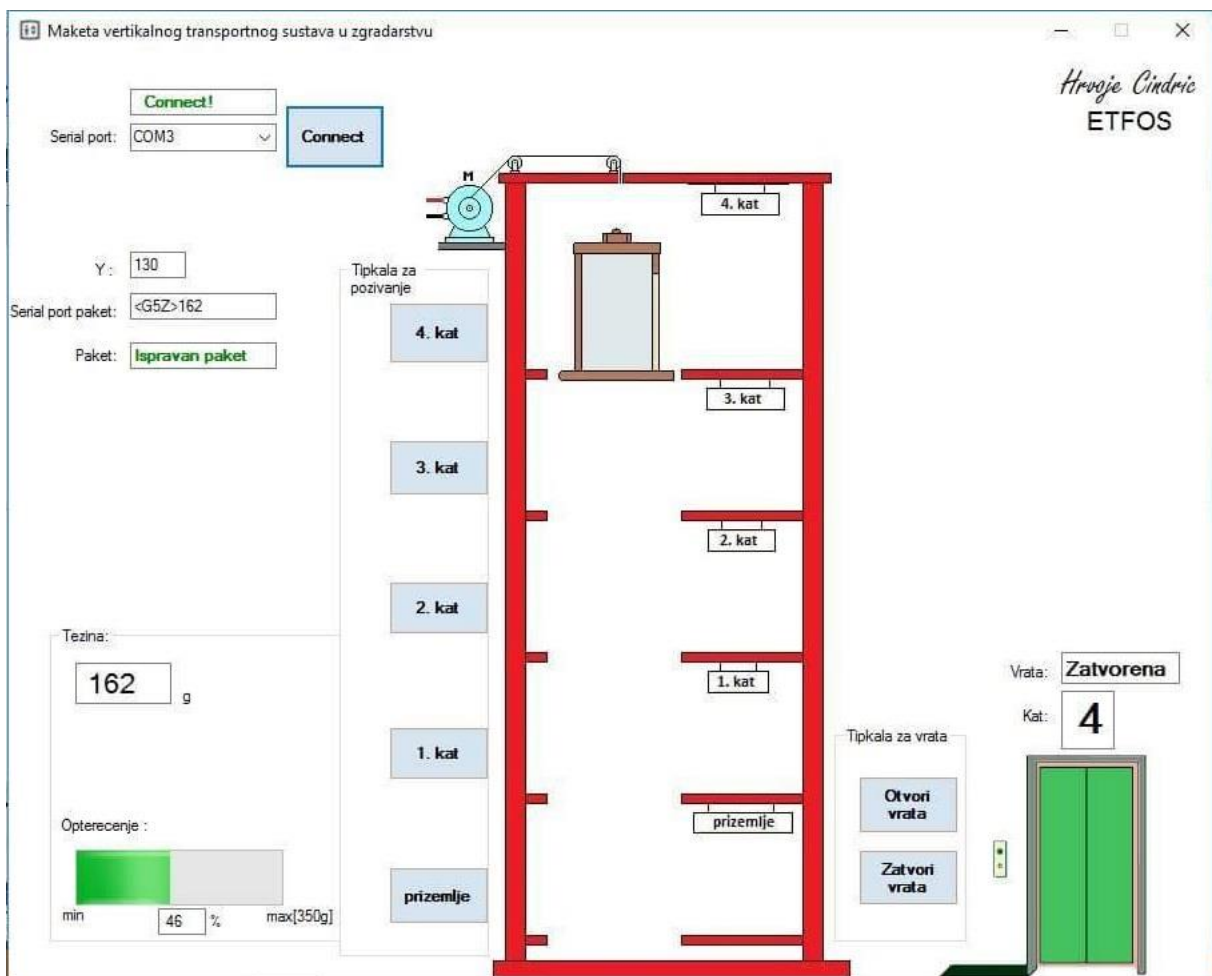 Maketa vertikalnog transportnog sustava u zgradarstvu
Hrvoje Cindric
ETFOS
Connect!
Serial port:
COM3
Connect
M
4. kat
Y :
130
Serial port paket:
<G5Z>162
Paket:
Ispravan paket
Tipkala za
pozivanje
4. kat
3. kat
2. kat
1. kat
prizemlje
3. kat
2. kat
1. kat
prizemlje
Tezina:
162
g
Opterecenje :
min
46
%
max[350g]
Vrata:
Zatvorena
Kat:
4
Tipkala za vrata
Otvori
vrata
Zatvori
vrata